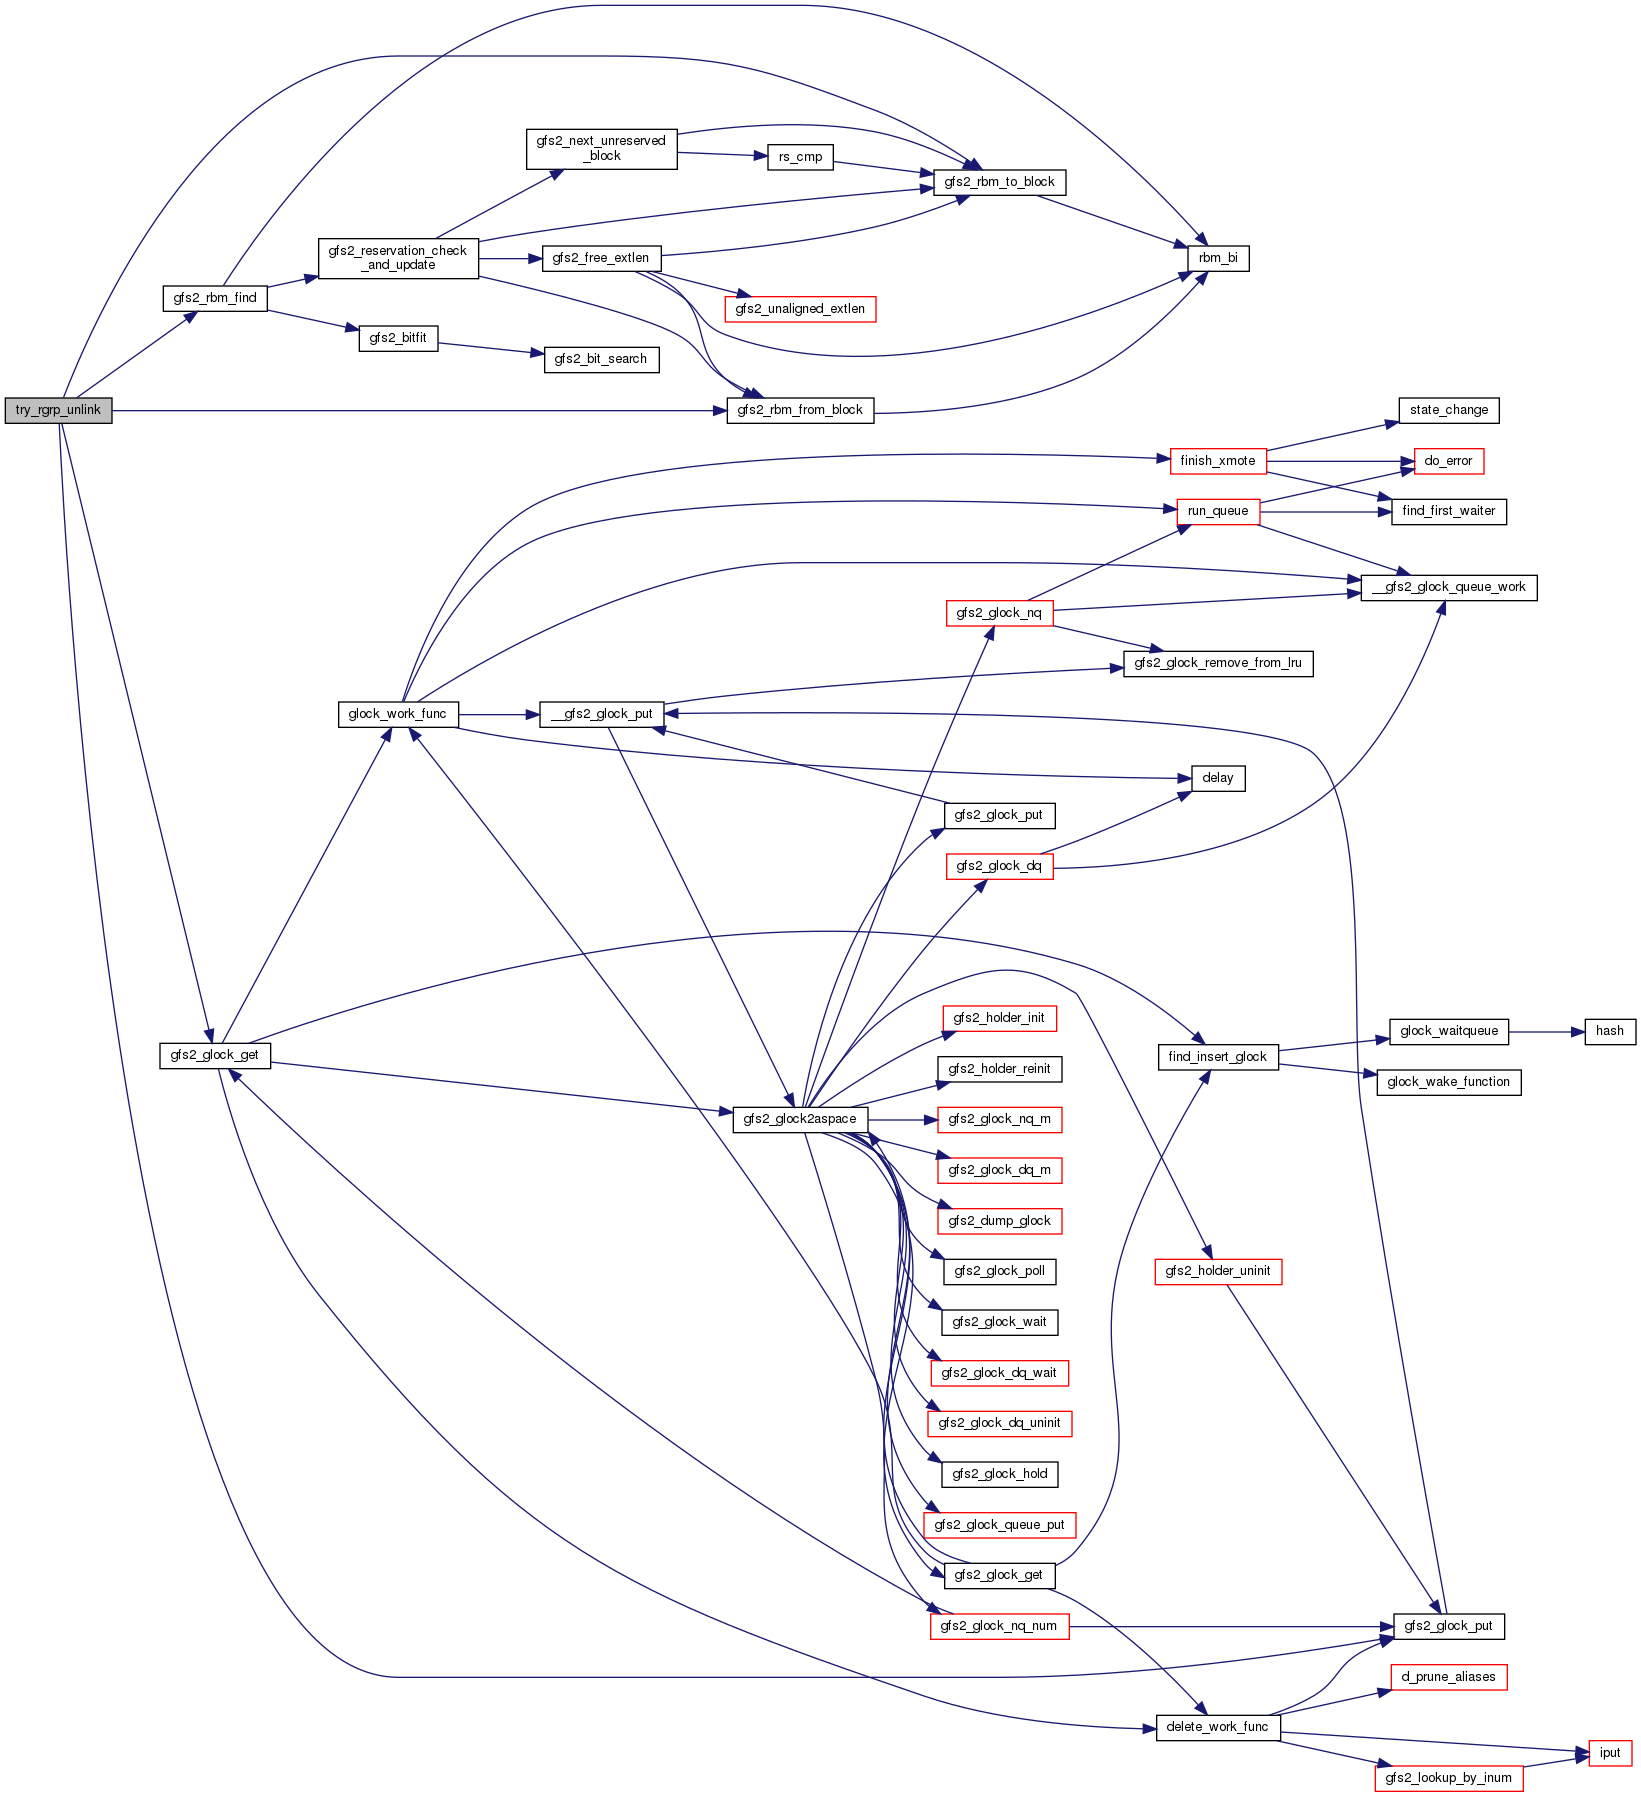 gfs2_next_unreserved
_block
rs_cmp
gfs2_rbm_to_block
gfs2_reservation_check
_and_update
gfs2_free_extlen
rbm_bi
gfs2_rbm_find
gfs2_unaligned_extlen
gfs2_bitfit
gfs2_bit_search
try_rgrp_unlink
gfs2_rbm_from_block
state_change
finish_xmote
do_error
run_queue
find_first_waiter
__gfs2_glock_queue_work
gfs2_glock_nq
gfs2_glock_remove_from_lru
glock_work_func
__gfs2_glock_put
delay
gfs2_glock_put
gfs2_glock_dq
gfs2_holder_init
glock_waitqueue
hash
gfs2_glock_get
find_insert_glock
gfs2_holder_reinit
glock_wake_function
gfs2_glock2aspace
gfs2_glock_nq_m
gfs2_glock_dq_m
gfs2_dump_glock
gfs2_glock_poll
gfs2_holder_uninit
gfs2_glock_wait
gfs2_glock_dq_wait
gfs2_glock_dq_uninit
gfs2_glock_hold
gfs2_glock_queue_put
gfs2_glock_get
gfs2_glock_nq_num
gfs2_glock_put
d_prune_aliases
delete_work_func
iput
gfs2_lookup_by_inum